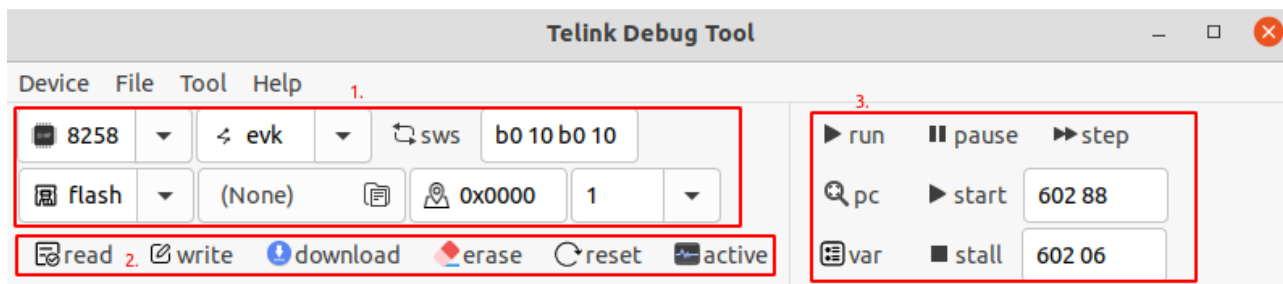 Telink Debug Tool
Device File Tool Help
1.
8258 evk sws b0 10 b0 10
flash (None) 0x0000 1
read 2. write download erase reset active
3.
run pause step
pc start 602 88
var stall 602 06